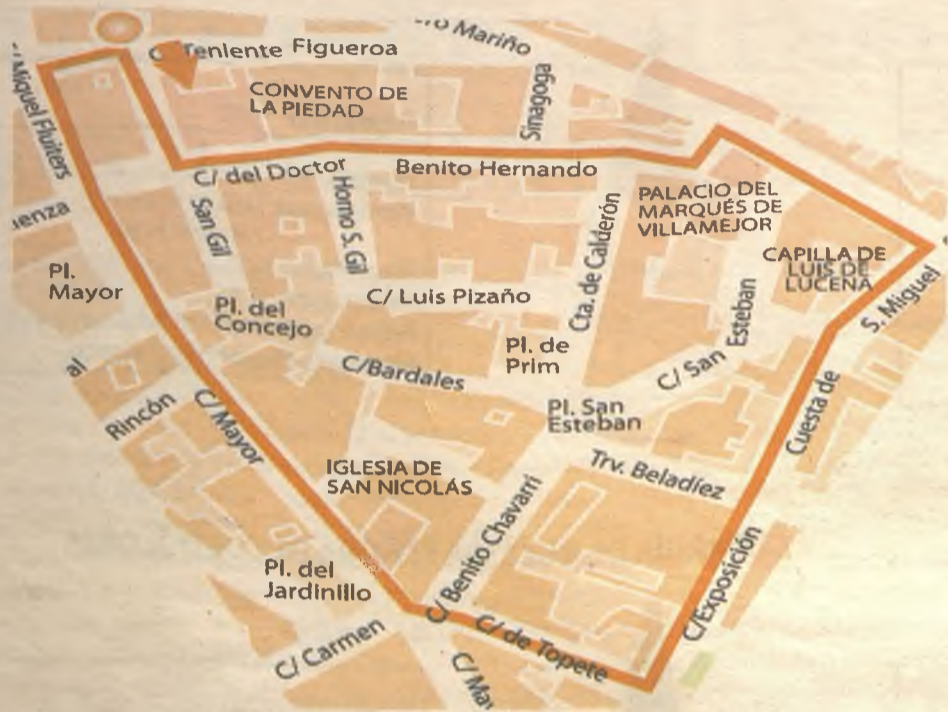 C/ Teniente Figueroa
Mariño
Miguel Fluiters
CONVENTO DE
LA PIEDAD
Sinagoga
C/ del Doctor
Benito Hernando
San Gil
Horno S. Gil
PALACIO DEL
MARQUÉS DE
VILLAMEJOR
Cta. de Calderón
CAPILLA DE
LUIS DE
LUCENA
Pl.
Mayor
C/ Luis Pizaño
S. Miguel
Pl. del
Concejo
Pl. de
Prim
C/ San
Esteban
C/Bardales
al
Rincón
C/ Mayor
Pl. San
Esteban
Cuesta de
IGLESIA DE
SAN NICOLÁS
Trv. Beladíez
C/ Benito Chavarri
C/Exposición
Pl. del
Jardinillo
C/ Carmen
C/ de Topete